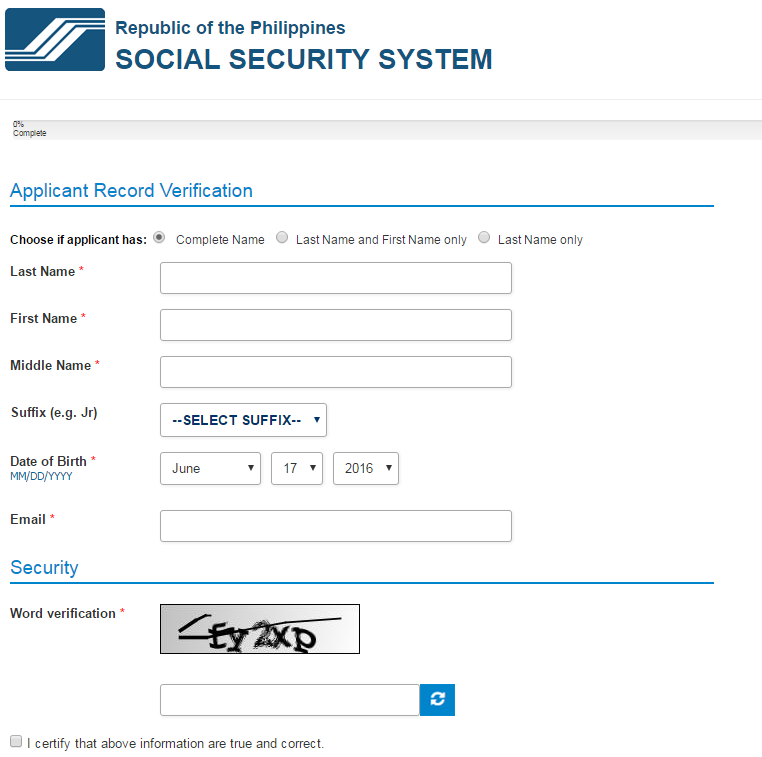 Republic of the Philippines
SOCIAL SECURITY SYSTEM
0%
Complete
Applicant Record Verification
Choose if applicant has: Complete Name Last Name and First Name only Last Name only
Last Name *
First Name *
Middle Name *
Suffix (e.g. Jr) --SELECT SUFFIX--
Date of Birth * June 17 2016
MM/DD/YYYY
Email *
Security
Word verification *
I certify that above information are true and correct.